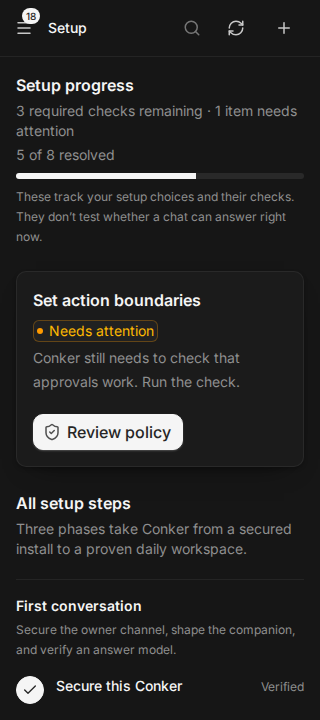 18
Setup
Setup progress
3 required checks remaining · 1 item needs
attention
5 of 8 resolved
These track your setup choices and their checks.
They don't test whether a chat can answer right
now.
Set action boundaries
Needs attention
Conker still needs to check that
approvals work. Run the check.
Review policy
All setup steps
Three phases take Conker from a secured
install to a proven daily workspace.
First conversation
Secure the owner channel, shape the companion,
and verify an answer model.
Secure this Conker Verified